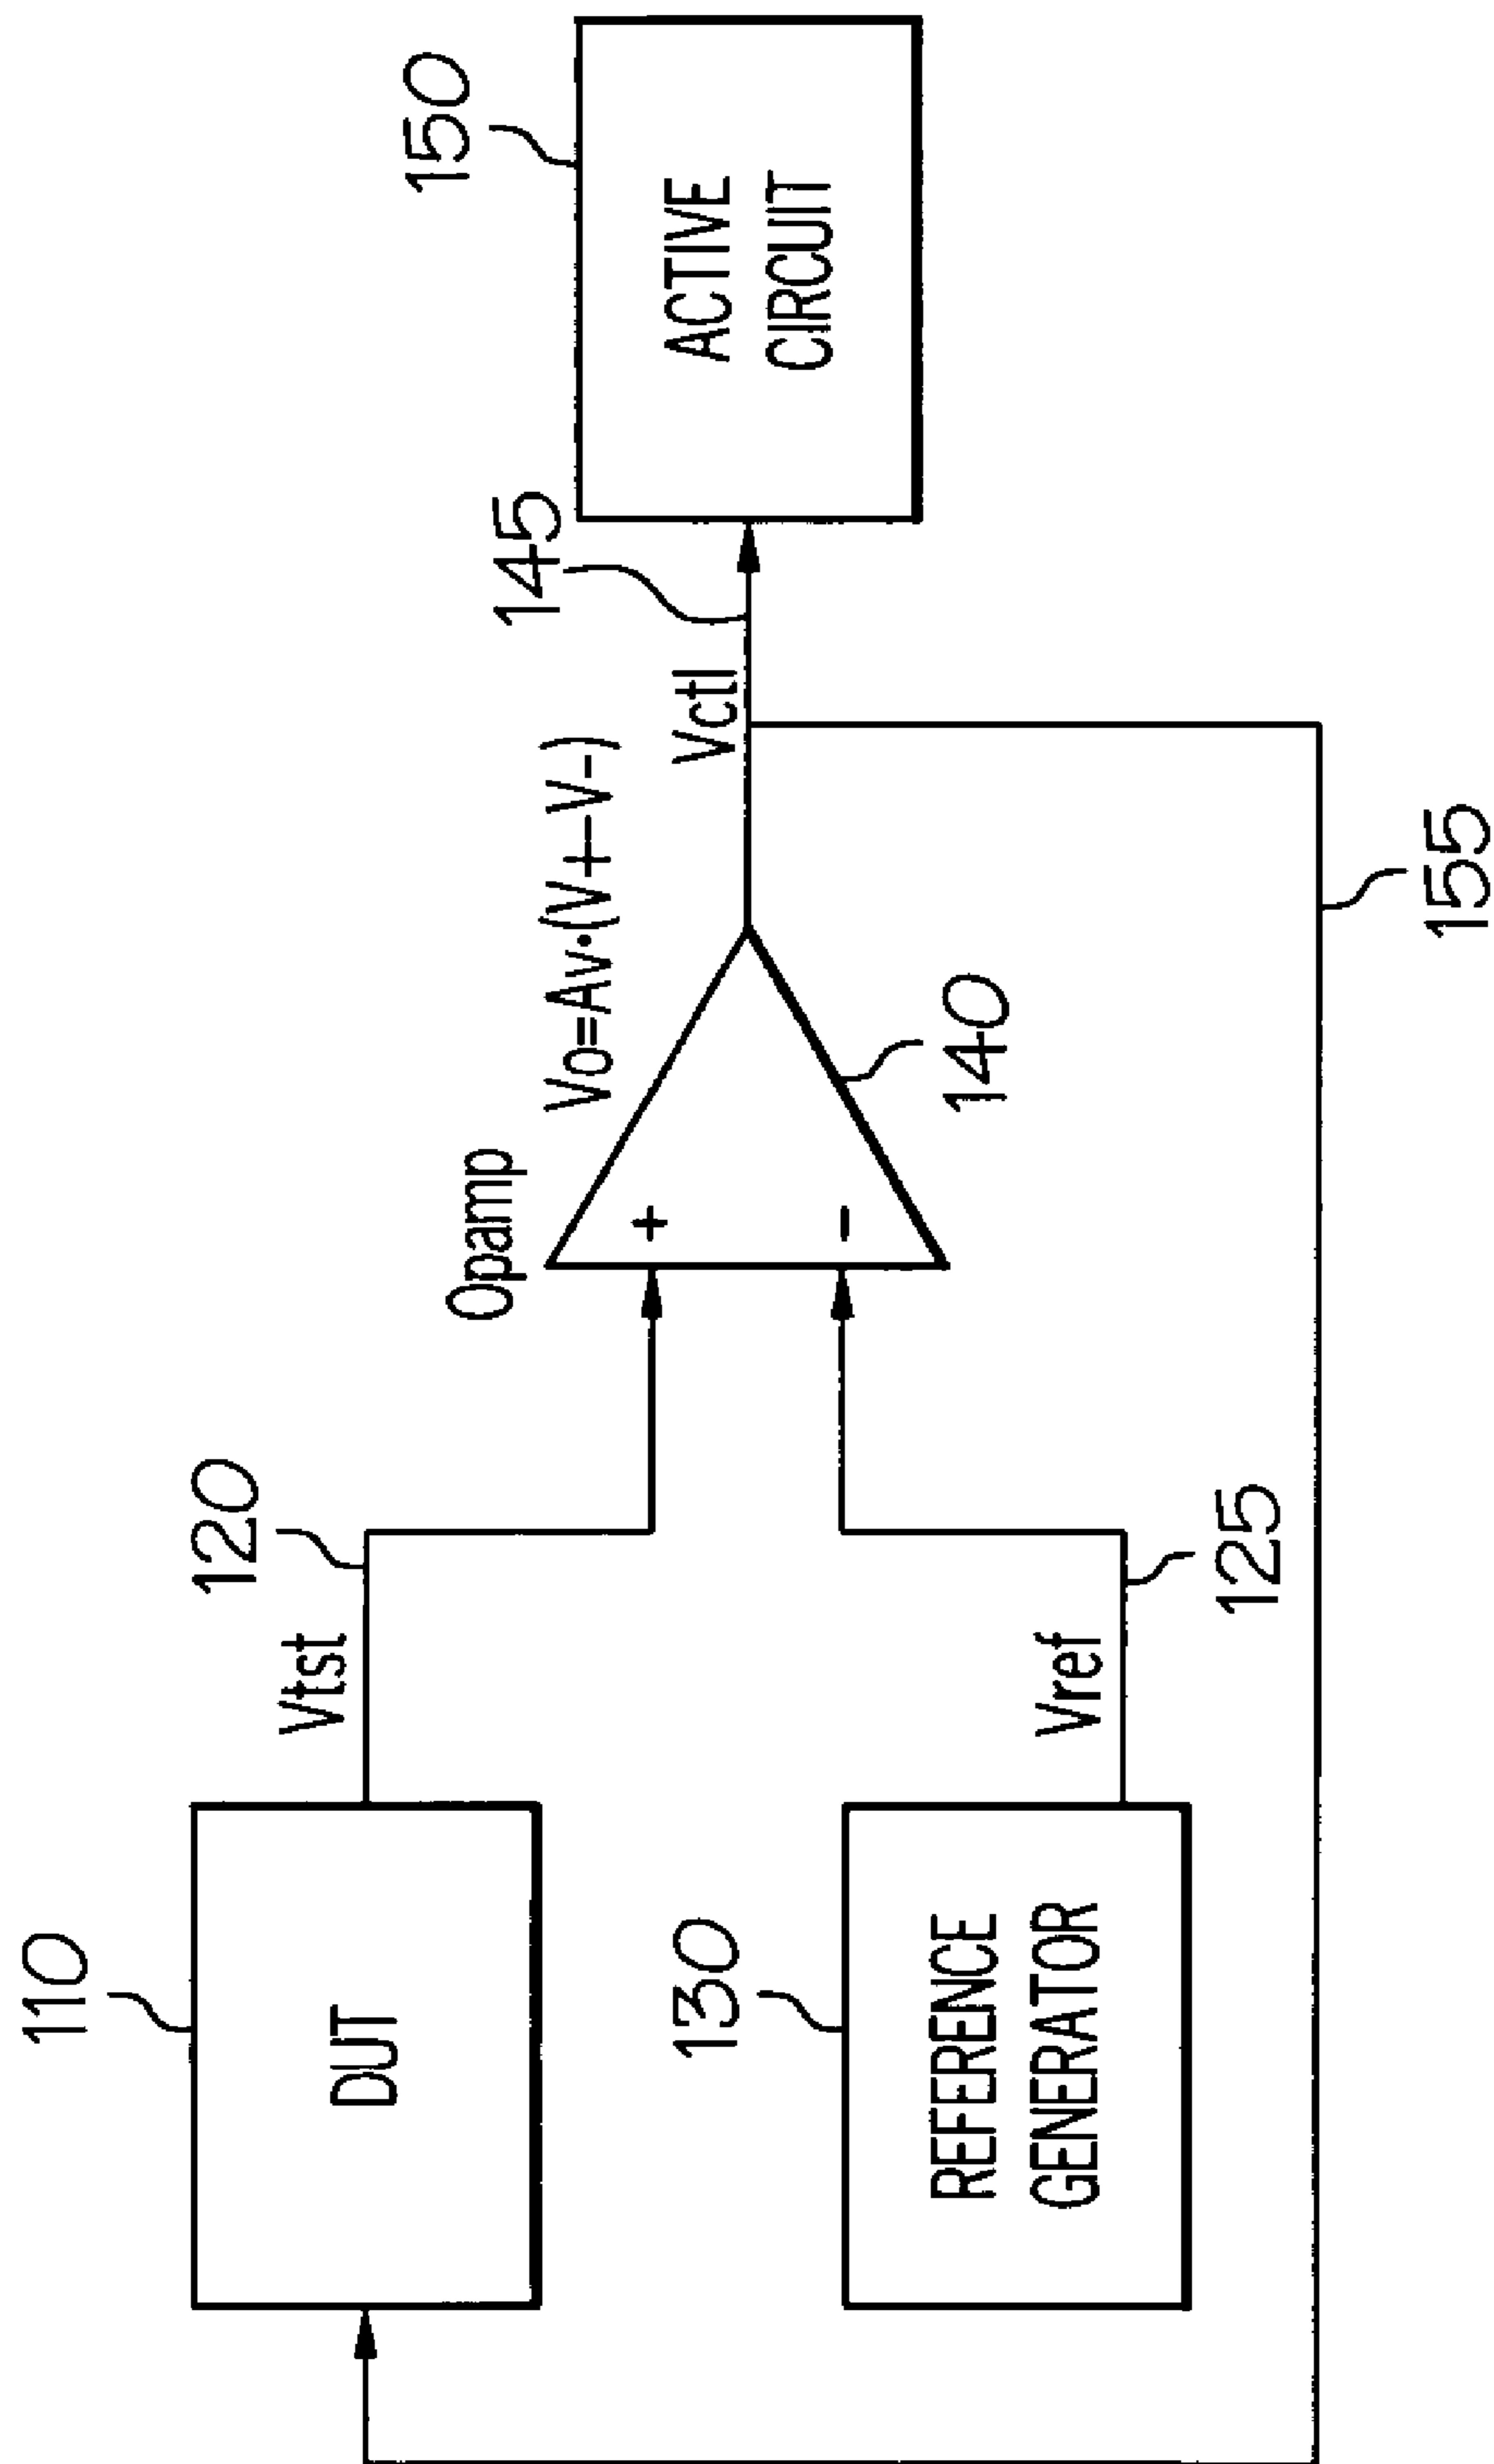 110
DUT
Vtst
120
130
REFERENCE
GENERATOR
Vref
125
Opamp
+
-
Vo=Av•(V+-V-)
140
Vctl
145
150
ACTIVE
CIRCUIT
155